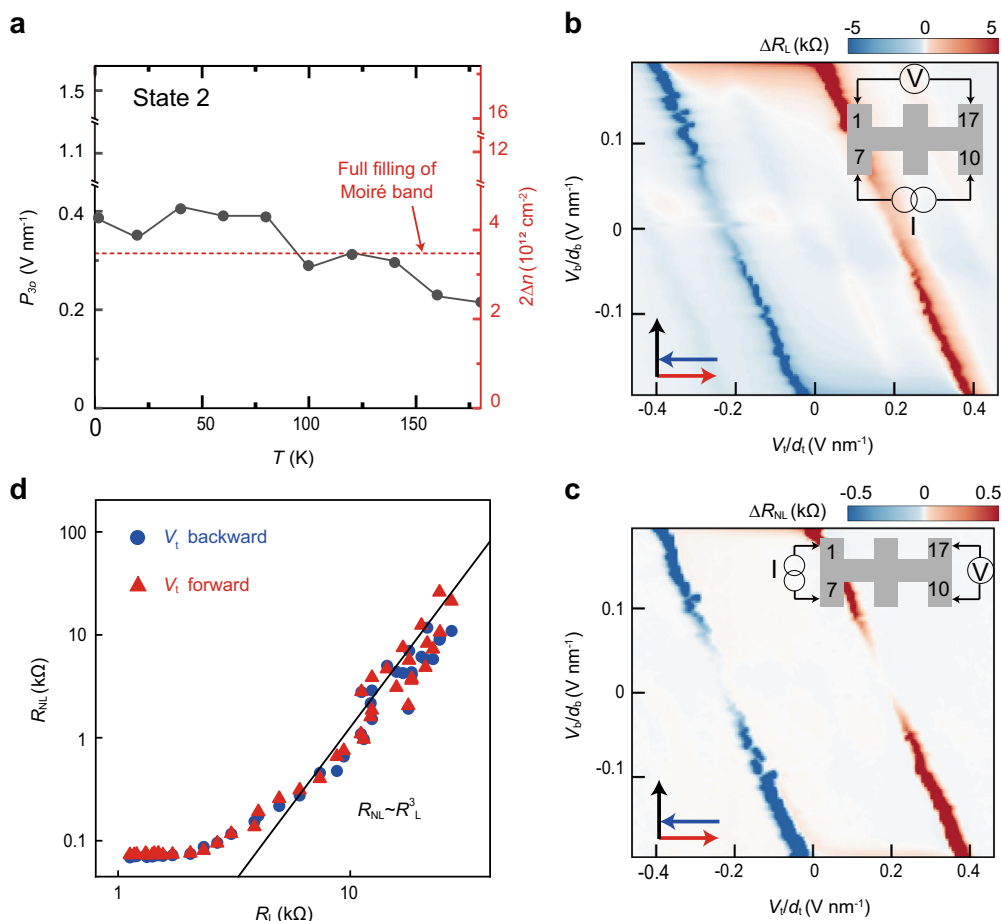 a
State 2
1.5
1.1
0.4
0.2
0
P3D (V nm⁻¹)
16
12
4
2
0
2Δn (10¹² cm⁻²)
Full filling of
Moiré band
0 50 100 150
T (K)
b
ΔRL (kΩ)
-5 0 5
V
1 17
7 10
I
0.1
0
-0.1
Vb/db (V nm⁻¹)
-0.4 -0.2 0 0.2 0.4
Vt/dt (V nm⁻¹)
d
Vt backward
Vt forward
100
10
1
0.1
RNL (kΩ)
RNL~R³L
1 10
RL (kΩ)
c
ΔRNL (kΩ)
-0.5 0 0.5
I
1 17
7 10
V
0.1
0
-0.1
Vb/db (V nm⁻¹)
-0.4 -0.2 0 0.2 0.4
Vt/dt (V nm⁻¹)